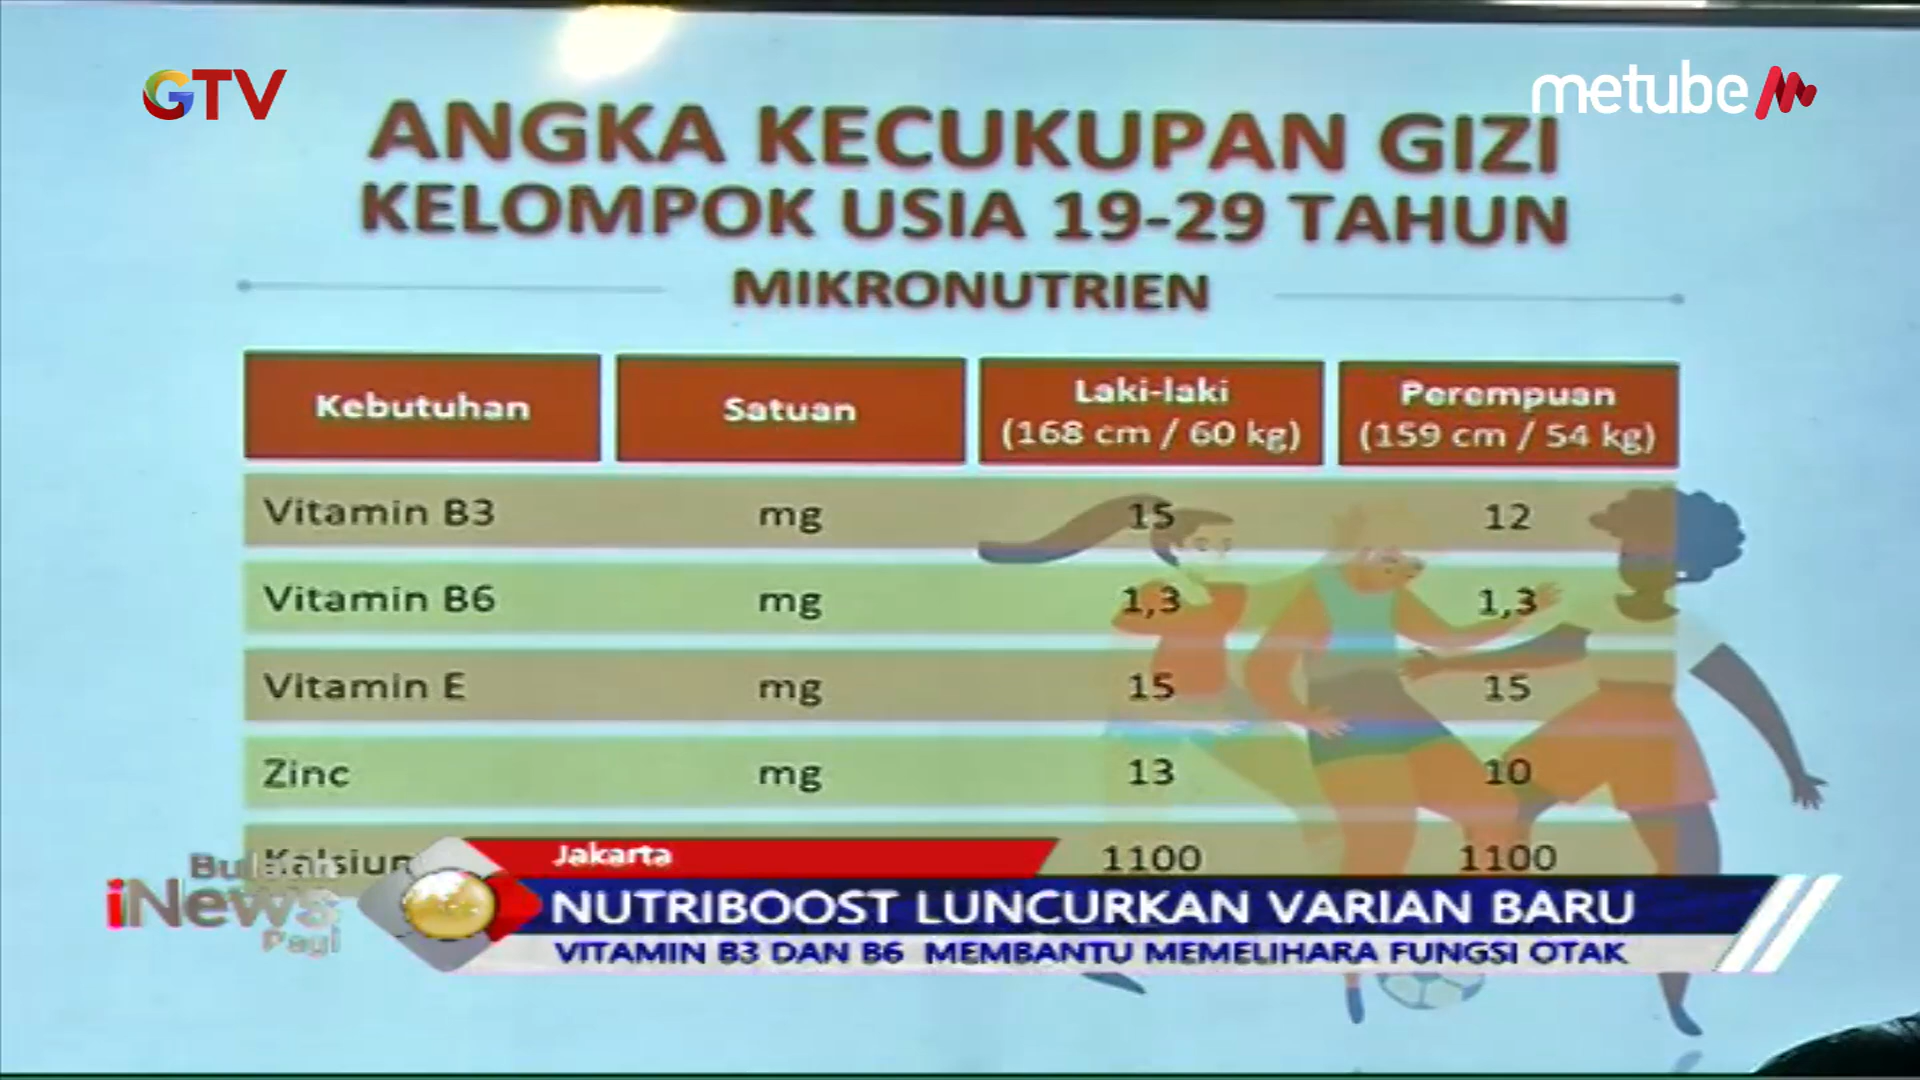 GTV
metube
ANGKA KECUKUPAN GIZI
KELOMPOK USIA 19-29 TAHUN
MIKRONUTRIEN
Kebutuhan Satuan Laki-laki (168 cm / 60 kg) Perempuan (159 cm / 54 kg)
Vitamin B3 mg 15 12
Vitamin B6 mg 1,3 1,3
Vitamin E mg 15 15
Zinc mg 13 10
1100 1100
iNews
Pagi
Jakarta
NUTRIBOOST LUNCURKAN VARIAN BARU
VITAMIN B3 DAN B6 MEMBANTU MEMELIHARA FUNGSI OTAK